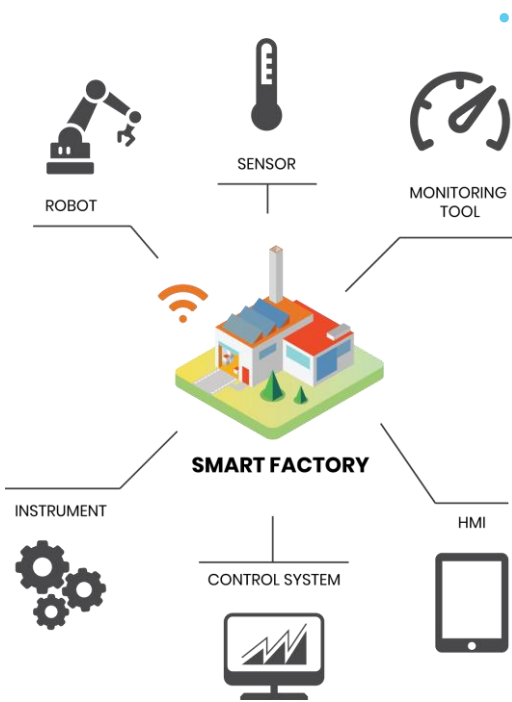 SENSOR
ROBOT
MONITORING
TOOL
SMART FACTORY
INSTRUMENT
HMI
CONTROL SYSTEM